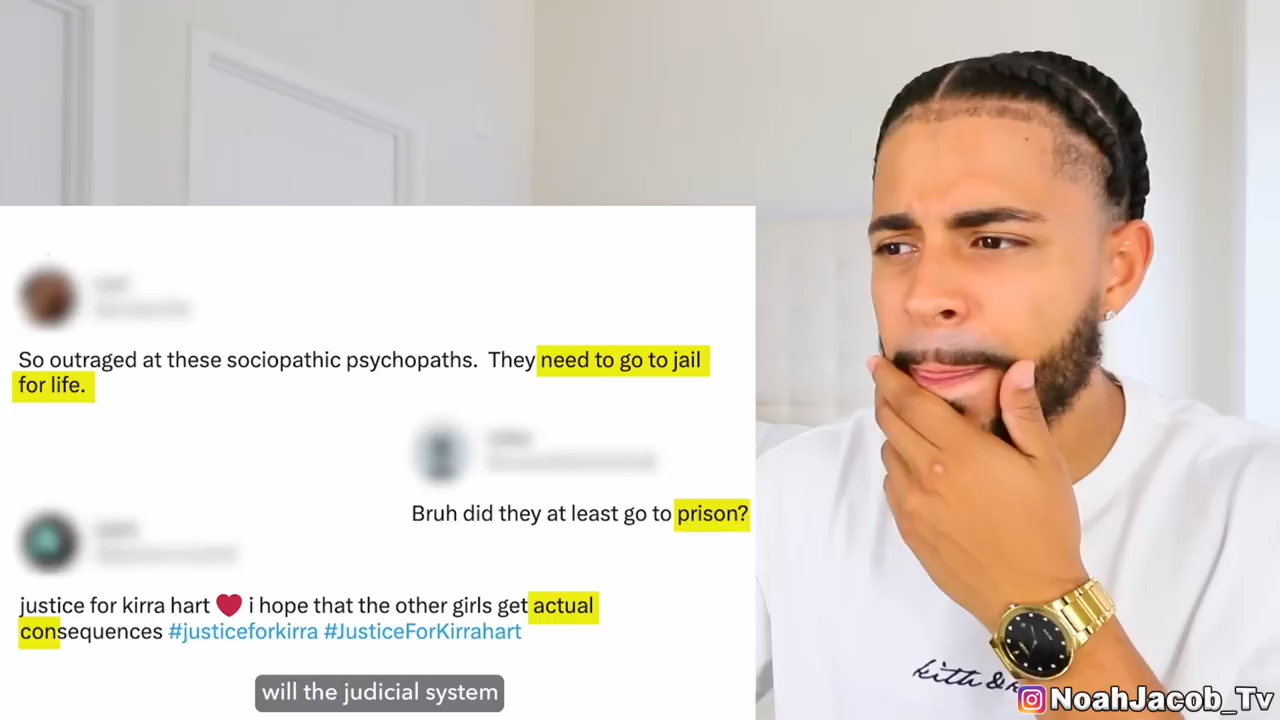 So outraged at these sociopathic psychopaths. They need to go to jail
for life.
Bruh did they at least go to prison?
justice for kirra hart ❤️ i hope that the other girls get actual
consequences #justiceforkirra #JusticeForKirrahart
will the judicial system
kith &
NoahJacob_Tv